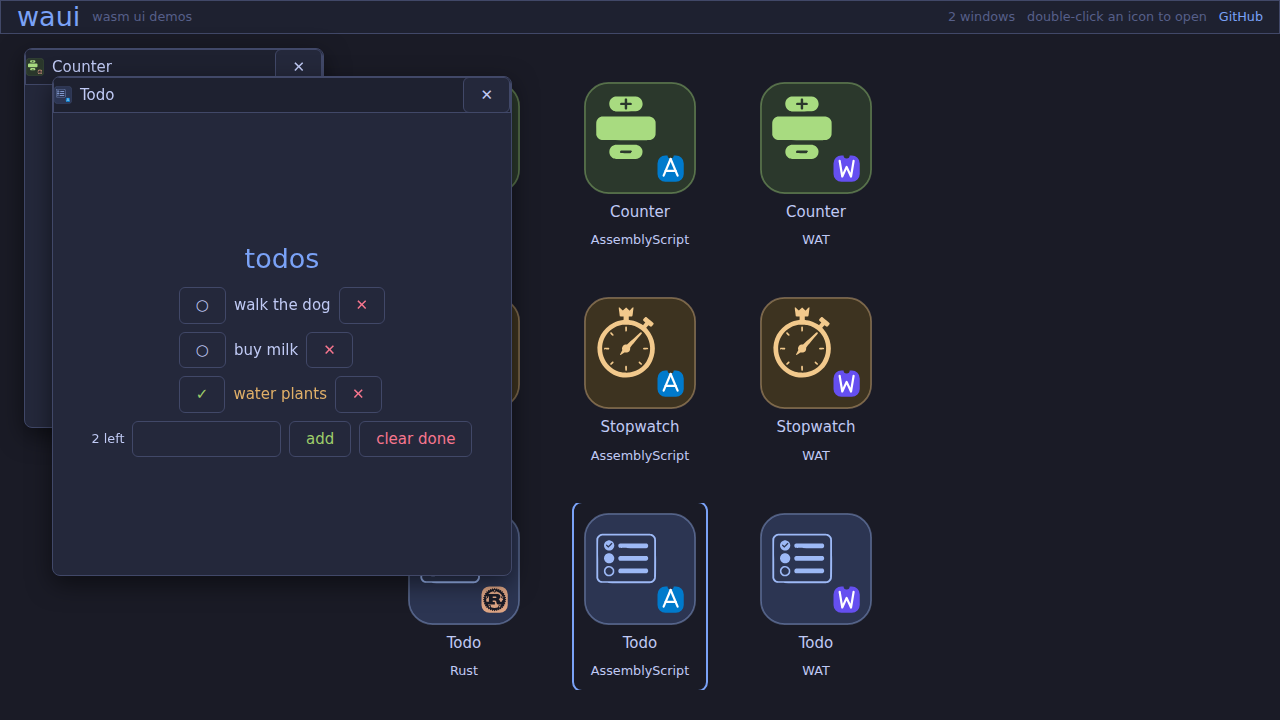 waui wasm ui demos 2 windows double-click an icon to open GitHub
Counter ✕
Todo ✕
todos
○ walk the dog ✕
○ buy milk ✕
✓ water plants ✕
2 left add clear done
Counter
AssemblyScript
Counter
WAT
Stopwatch
AssemblyScript
Stopwatch
WAT
Todo
Rust
Todo
AssemblyScript
Todo
WAT